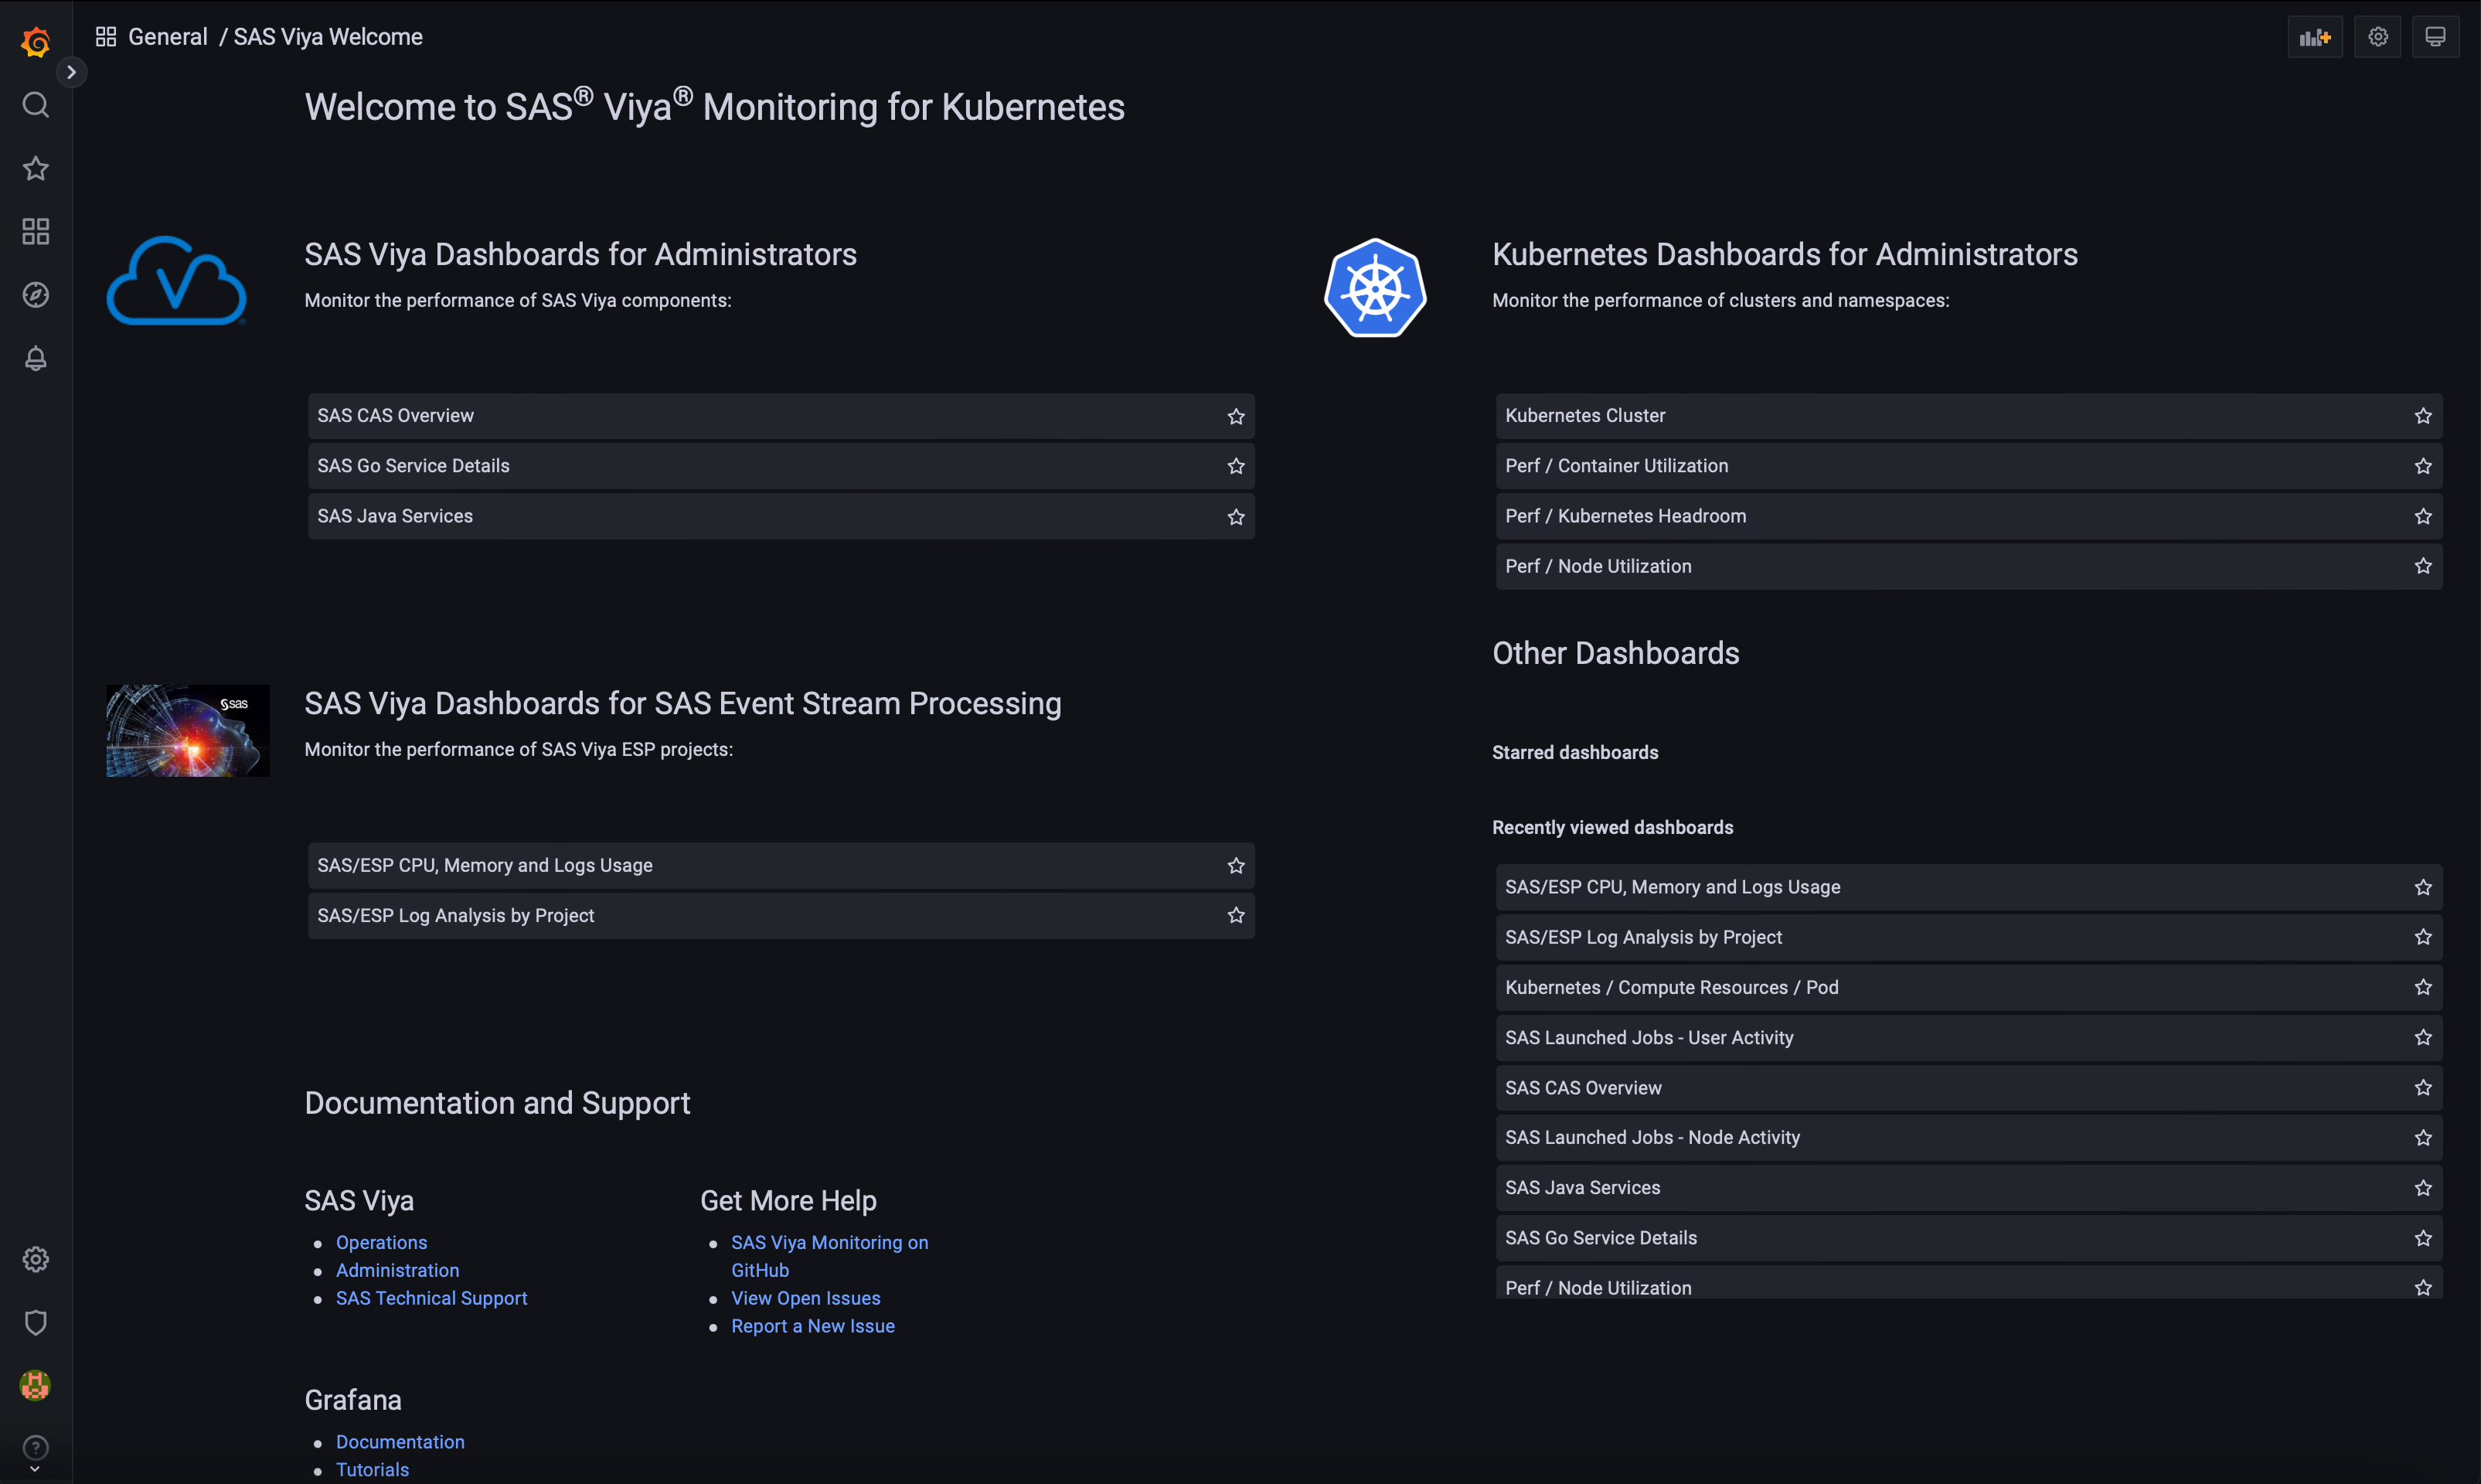 General / SAS Viya Welcome
Welcome to SAS® Viya® Monitoring for Kubernetes
SAS Viya Dashboards for Administrators
Monitor the performance of SAS Viya components:
SAS CAS Overview
SAS Go Service Details
SAS Java Services
sas
SAS Viya Dashboards for SAS Event Stream Processing
Monitor the performance of SAS Viya ESP projects:
SAS/ESP CPU, Memory and Logs Usage
SAS/ESP Log Analysis by Project
Documentation and Support
SAS Viya
Operations
Administration
SAS Technical Support
Get More Help
SAS Viya Monitoring on
GitHub
View Open Issues
Report a New Issue
Grafana
Documentation
Tutorials
Kubernetes Dashboards for Administrators
Monitor the performance of clusters and namespaces:
Kubernetes Cluster
Perf / Container Utilization
Perf / Kubernetes Headroom
Perf / Node Utilization
Other Dashboards
Starred dashboards
Recently viewed dashboards
SAS/ESP CPU, Memory and Logs Usage
SAS/ESP Log Analysis by Project
Kubernetes / Compute Resources / Pod
SAS Launched Jobs - User Activity
SAS CAS Overview
SAS Launched Jobs - Node Activity
SAS Java Services
SAS Go Service Details
Perf / Node Utilization